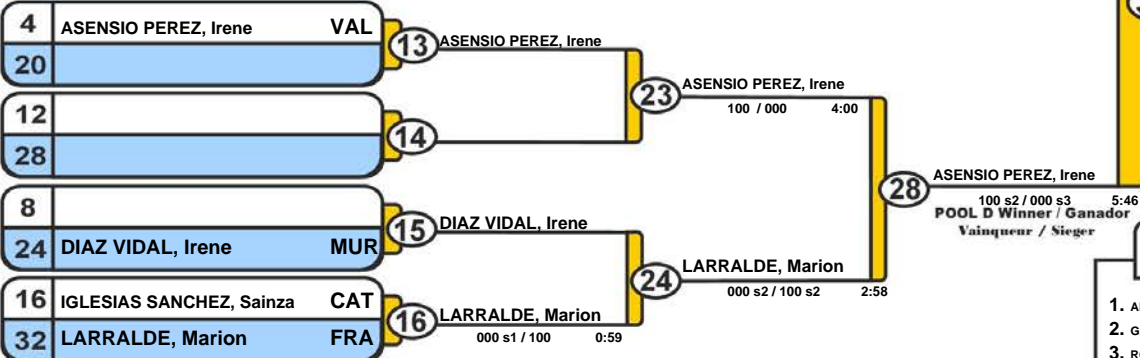 4 ASENSIO PEREZ, Irene VAL
20
13 ASENSIO PEREZ, Irene
12
28
14
23 ASENSIO PEREZ, Irene
100 / 000 4:00
8
24 DIAZ VIDAL, Irene MUR
15 DIAZ VIDAL, Irene
16 IGLESIAS SANCHEZ, Sainza CAT
32 LARRALDE, Marion FRA
16 LARRALDE, Marion
000 s1 / 100 0:59
24 LARRALDE, Marion
000 s2 / 100 s2 2:58
28 ASENSIO PEREZ, Irene
100 s2 / 000 s3 5:46
POOL D Winner / Ganador
Vainqueur / Sieger
1.
2.
3.